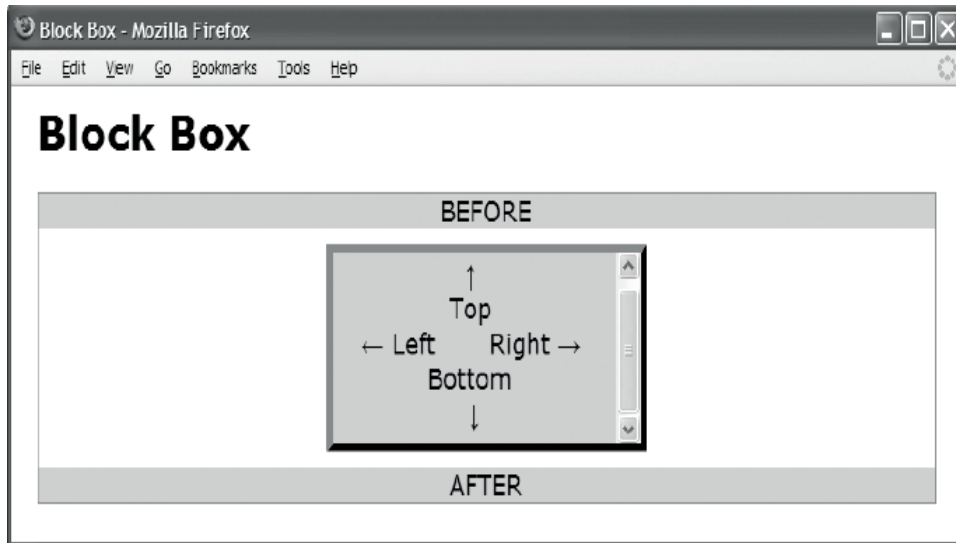 Block Box - Mozilla Firefox
File Edit View Go Bookmarks Tools Help
Block Box
BEFORE
↑
Top
← Left Right →
Bottom
↓
AFTER